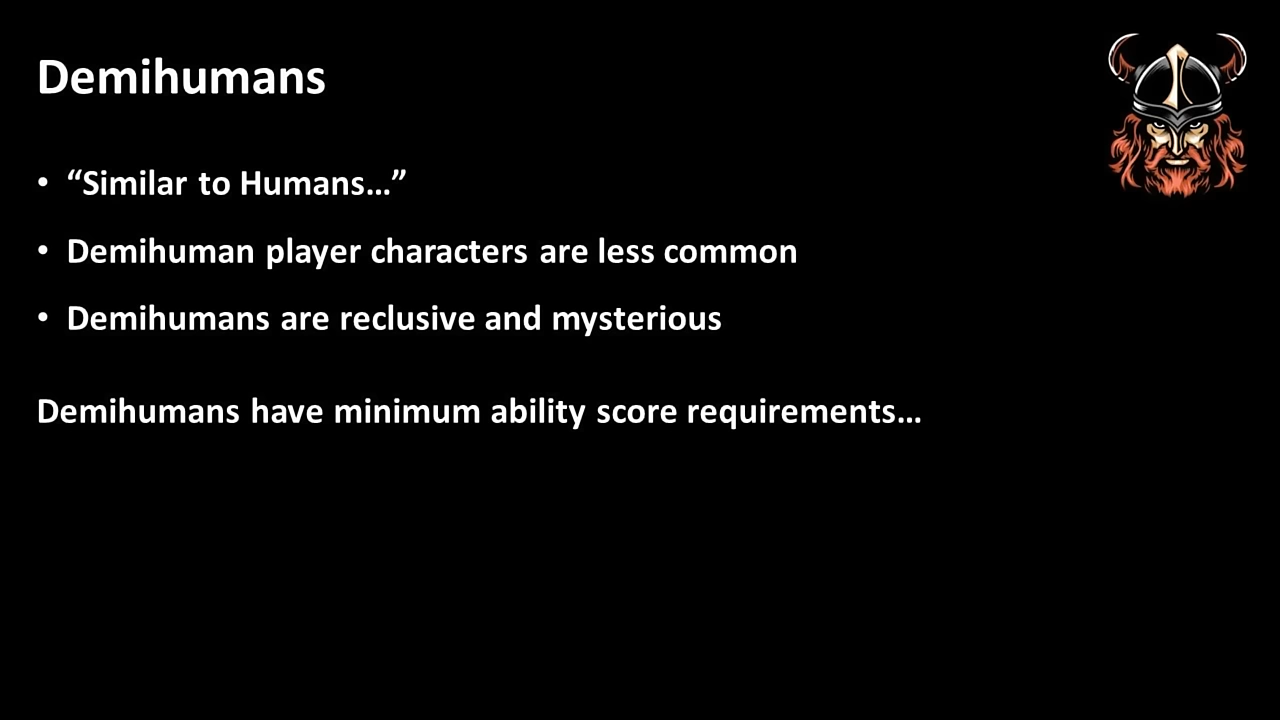 Demihumans
• “Similar to Humans…”
• Demihuman player characters are less common
• Demihumans are reclusive and mysterious
Demihumans have minimum ability score requirements…